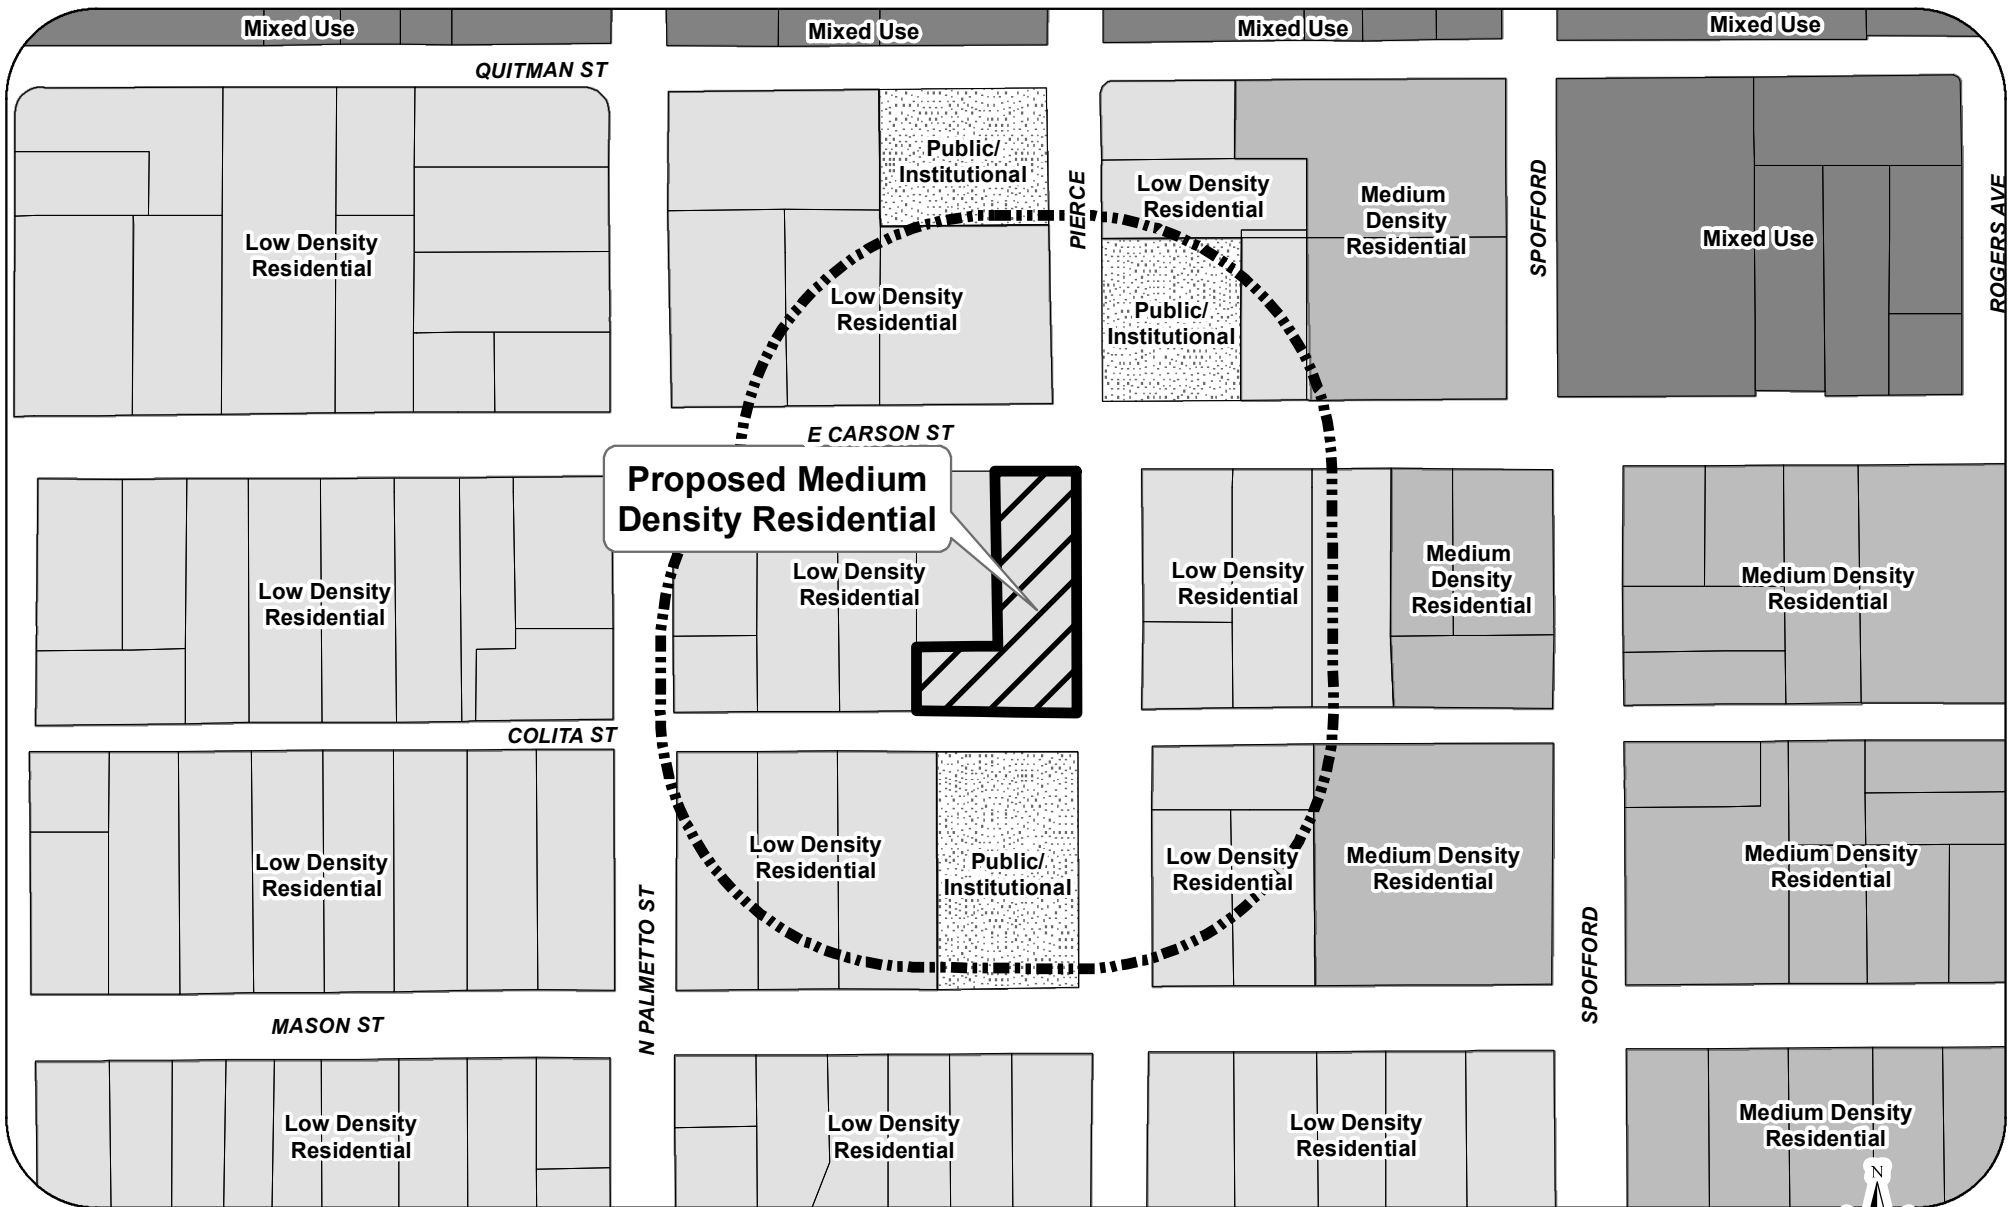 Mixed Use
Mixed Use
Mixed Use
Mixed Use
QUITMAN ST
Public/
Institutional
Low Density
Residential
Medium
Density
Residential
PIERCE
SPOFFORD
ROGERS AVE
Low Density
Residential
Mixed Use
Low Density
Residential
Public/
Institutional
E CARSON ST
Proposed Medium
Density Residential
Low Density
Residential
Low Density
Residential
Low Density
Residential
Medium
Density
Residential
Medium Density
Residential
COLITA ST
Low Density
Residential
Low Density
Residential
Public/
Institutional
Low Density
Residential
Medium Density
Residential
Medium Density
Residential
N PALMETTO ST
SPOFFORD
MASON ST
Low Density
Residential
Low Density
Residential
Low Density
Residential
Medium Density
Residential
N